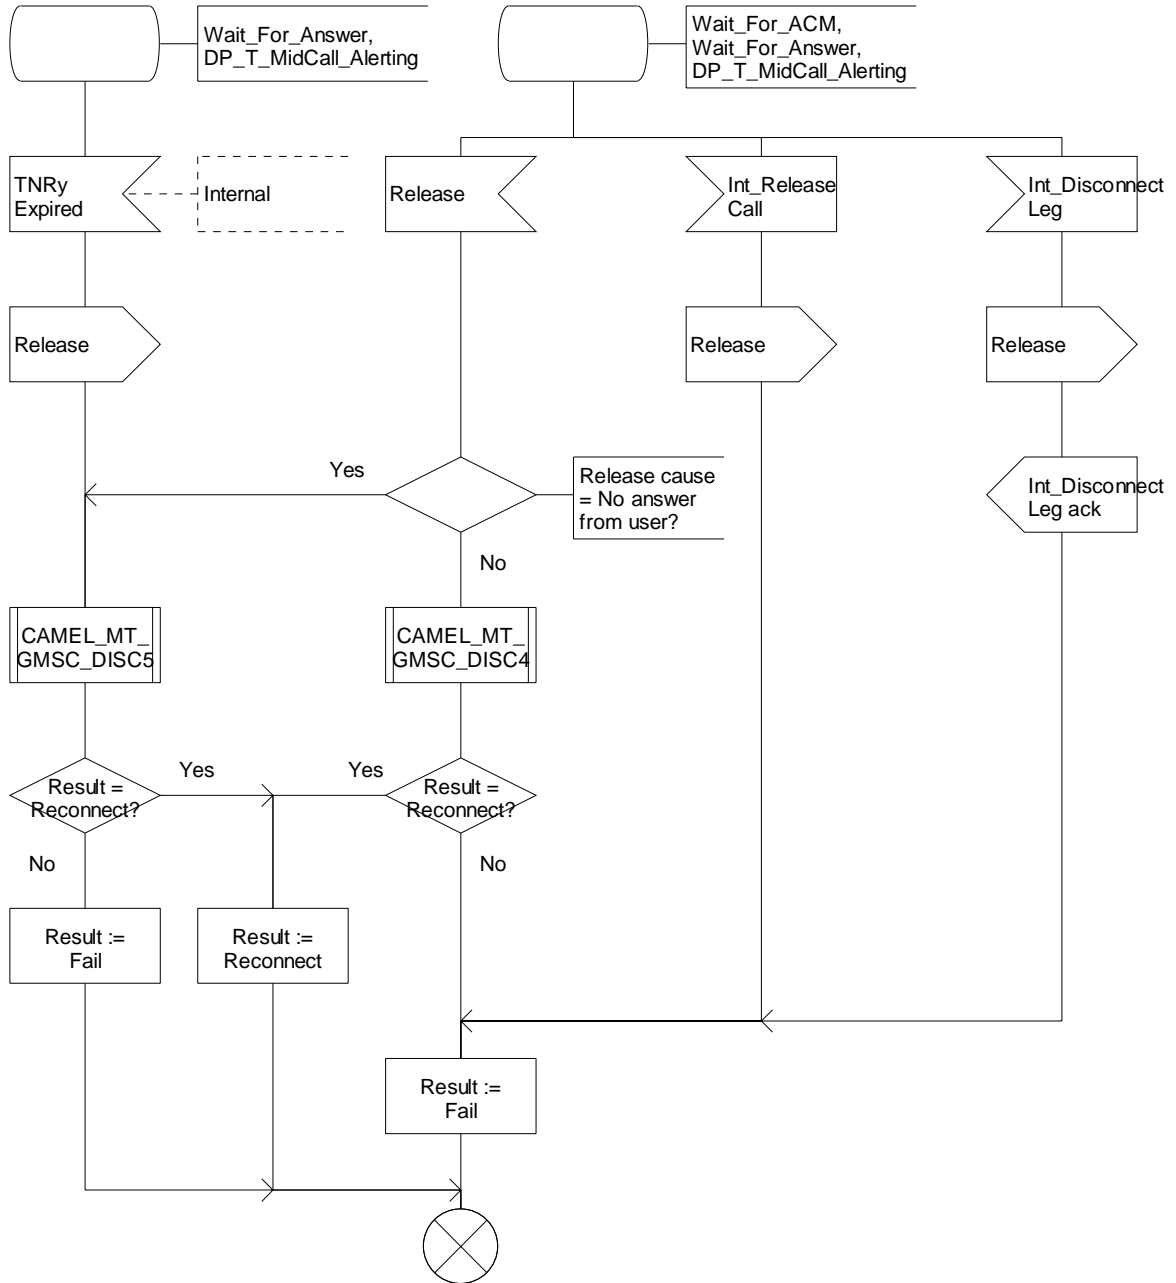 Wait_For_Answer,
DP_T_MidCall_Alerting
Wait_For_ACM,
Wait_For_Answer,
DP_T_MidCall_Alerting
TNRy
Expired
Internal
Release
Int_Release
Call
Int_Disconnect
Leg
Release
Release
Release
Yes
Release cause
= No answer
from user?
Int_Disconnect
Leg ack
No
CAMEL_MT_
GMSC_DISC5
CAMEL_MT_
GMSC_DISC4
Result =
Reconnect?
Yes
Yes
Result =
Reconnect?
No
No
Result :=
Fail
Result :=
Reconnect
Result :=
Fail